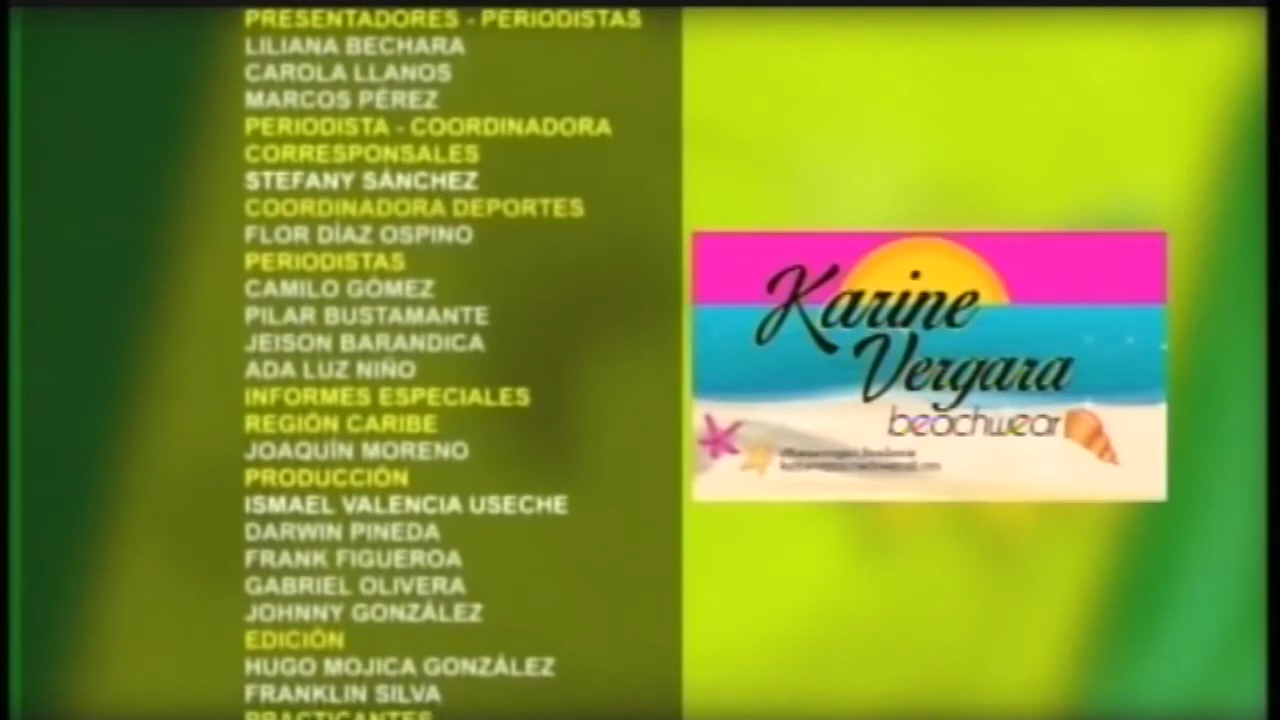 PRESENTADORES - PERIODISTAS
LILIANA BECHARA
CAROLA LLANOS
MARCOS PÉREZ
PERIODISTA - COORDINADORA
CORRESPONSALES
STEFANY SÁNCHEZ
COORDINADORA DEPORTES
FLOR DÍAZ OSPINO
PERIODISTAS
CAMILO GÓMEZ
PILAR BUSTAMANTE
JEISON BARANDICA
ADA LUZ NIÑO
INFORMES ESPECIALES
REGIÓN CARIBE
JOAQUÍN MORENO
PRODUCCIÓN
ISMAEL VALENCIA USECHE
DARWIN PINEDA
FRANK FIGUEROA
GABRIEL OLIVERA
JOHNNY GONZÁLEZ
EDICIÓN
HUGO MOJICA GONZÁLEZ
FRANKLIN SILVA
PRACTICANTES
Karine
Vergara
beachwear